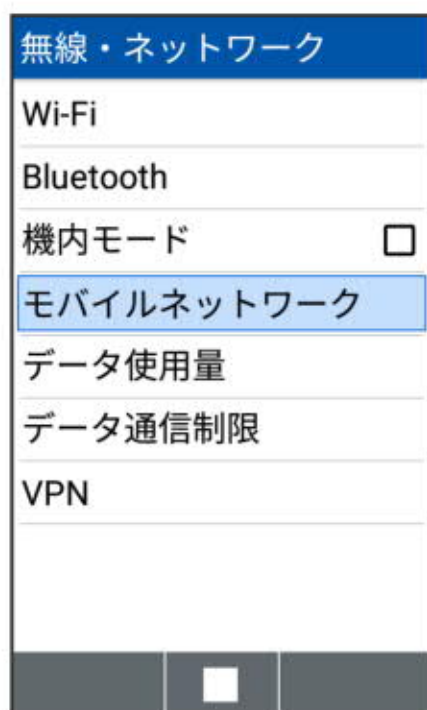 無線・ネットワーク
Wi-Fi
Bluetooth
機内モード
モバイルネットワーク
データ使用量
データ通信制限
VPN